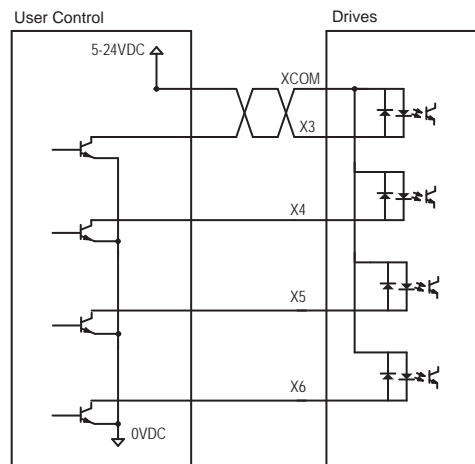 User Control
Drives
5-24VDC
XCOM
X3
X4
X5
X6
0VDC